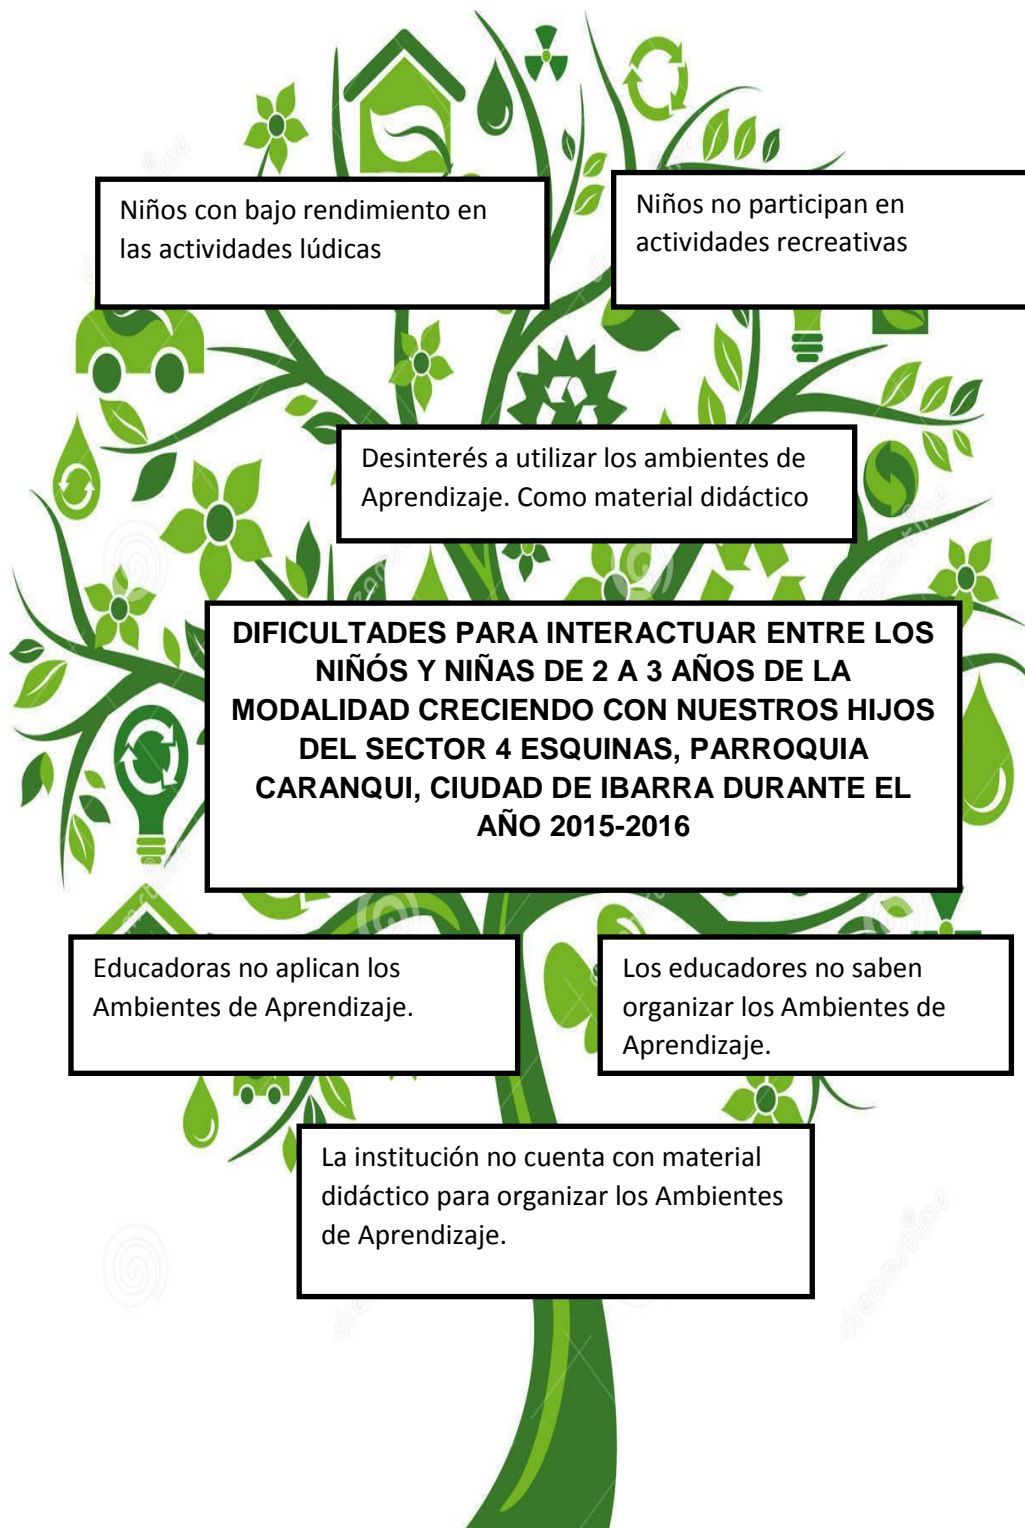 Niños con bajo rendimiento en
las actividades lúdicas
Niños no participan en
actividades recreativas
Desinterés a utilizar los ambientes de
Aprendizaje. Como material didáctico
DIFICULTADES PARA INTERACTUAR ENTRE LOS
NIÑÓS Y NIÑAS DE 2 A 3 AÑOS DE LA
MODALIDAD CRECIENDO CON NUESTROS HIJOS
DEL SECTOR 4 ESQUINAS, PARROQUIA
CARANQUI, CIUDAD DE IBARRA DURANTE EL
AÑO 2015-2016
Educadoras no aplican los
Ambientes de Aprendizaje.
Los educadores no saben
organizar los Ambientes de
Aprendizaje.
La institución no cuenta con material
didáctico para organizar los Ambientes
de Aprendizaje.
dreamstime